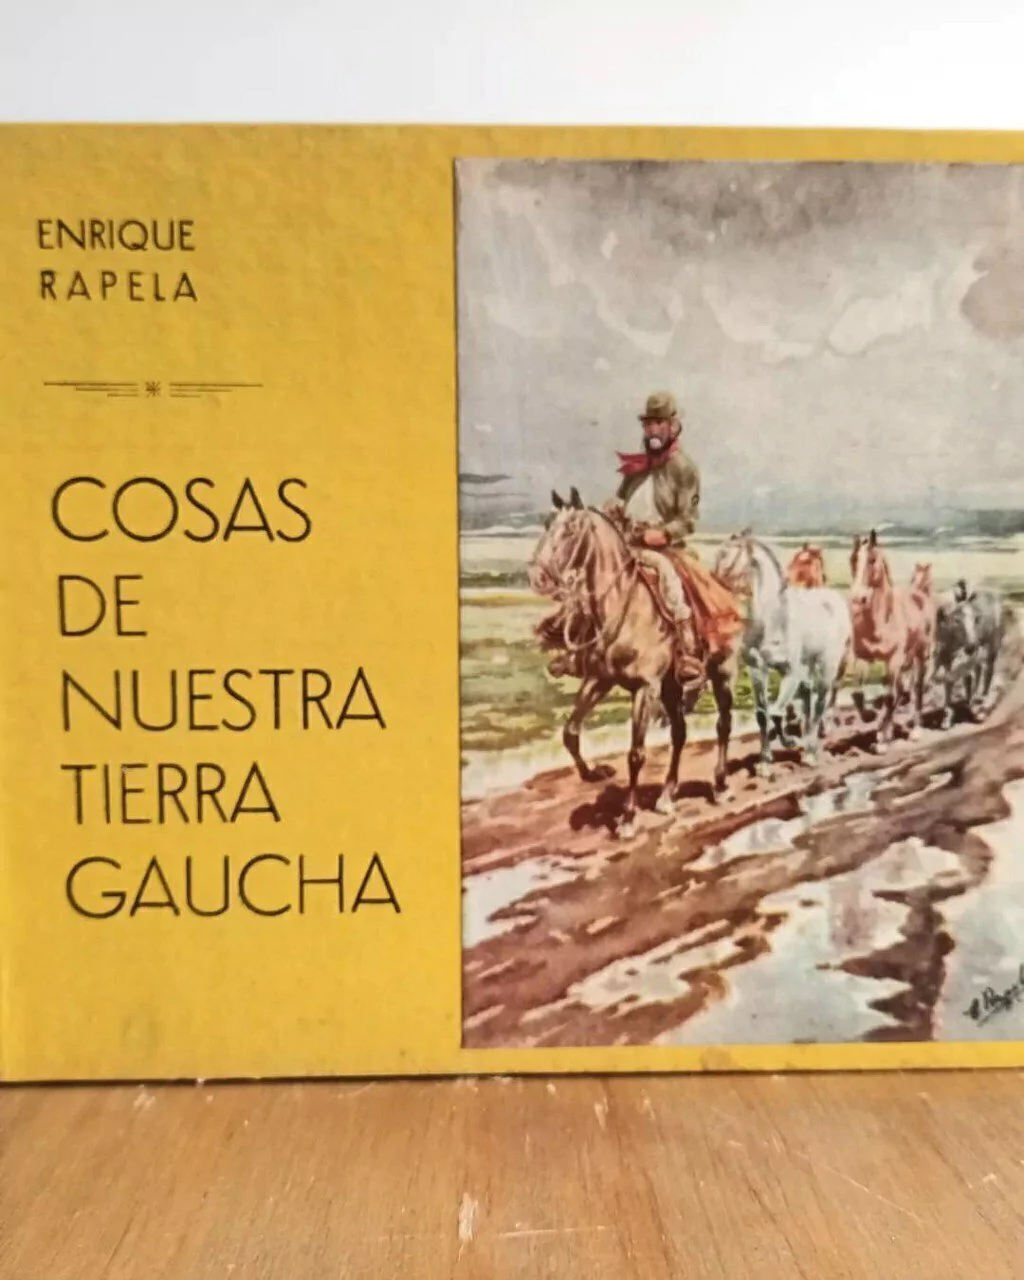 ENRIQUE
RAPELA
COSAS
DE
NUESTRA
TIERRA
GAUCHA